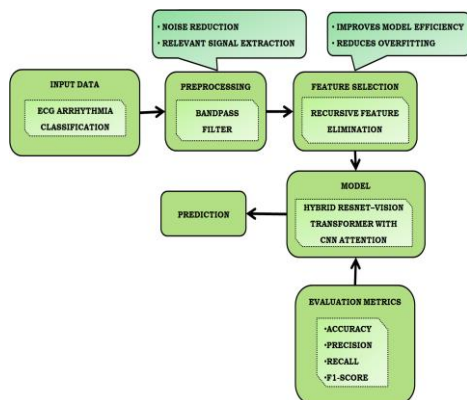 • NOISE REDUCTION
• RELEVANT SIGNAL EXTRACTION
• IMPROVES MODEL EFFICIENCY
• REDUCES OVERFITTING
INPUT DATA
ECG ARRHYTHMIA
CLASSIFICATION
PREPROCESSING
BANDPASS
FILTER
FEATURE SELECTION
RECURSIVE FEATURE
ELIMINATION
MODEL
HYBRID RESNET–VISION
TRANSFORMER WITH
CNN ATTENTION
PREDICTION
EVALUATION METRICS
•ACCURACY
•PRECISION
•RECALL
•F1-SCORE